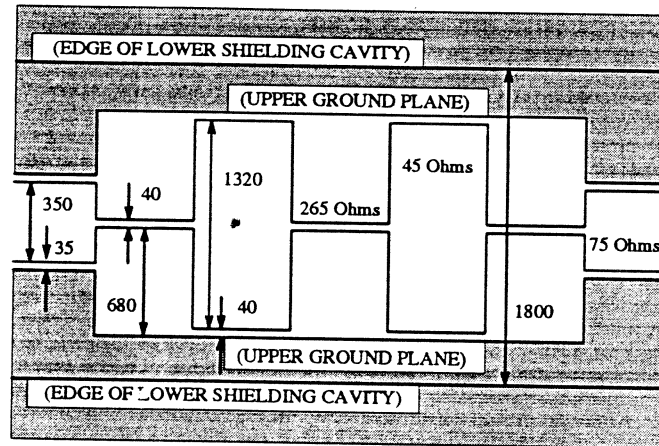 (EDGE OF LOWER SHIELDING CAVITY)
(UPPER GROUND PLANE)
1320
45 Ohms
350
40
265 Ohms
35
75 Ohms
680
40
1800
(UPPER GROUND PLANE)
(EDGE OF LOWER SHIELDING CAVITY)